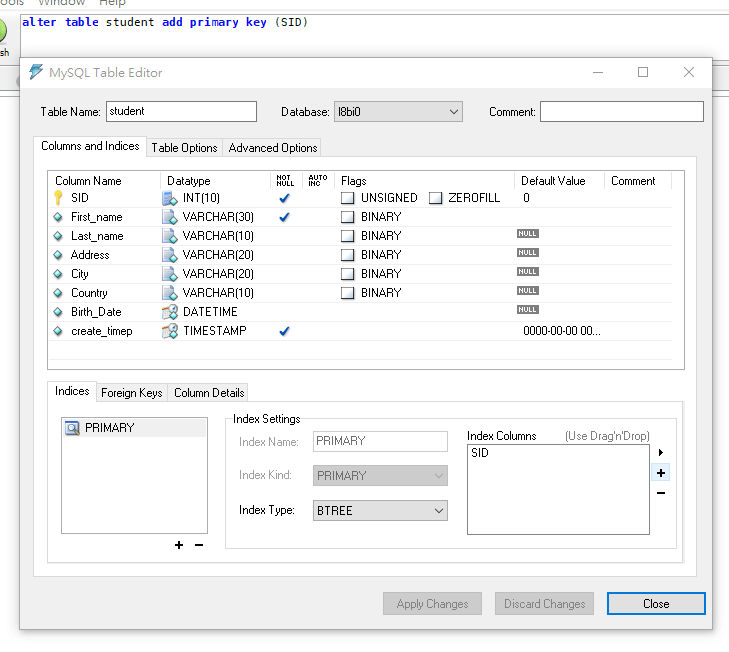 ools Window Help
alter table student add primary key (SID)
sh
MySQL Table Editor
Table Name: student Database: l8bi0 Comment:
Columns and Indices Table Options Advanced Options
Column Name Datatype NOT NULL AUTO INC Flags Default Value Comment
SID INT(10) UNSIGNED ZEROFILL 0
First_name VARCHAR(30) BINARY
Last_name VARCHAR(10) BINARY NULL
Address VARCHAR(20) BINARY NULL
City VARCHAR(20) BINARY NULL
Country VARCHAR(10) BINARY NULL
Birth_Date DATETIME NULL
create_timep TIMESTAMP 0000-00-00 00...
Indices Foreign Keys Column Details
PRIMARY
Index Settings
Index Name: PRIMARY
Index Kind: PRIMARY
Index Type: BTREE
Index Columns (Use Drag'n'Drop)
SID
Apply Changes Discard Changes Close